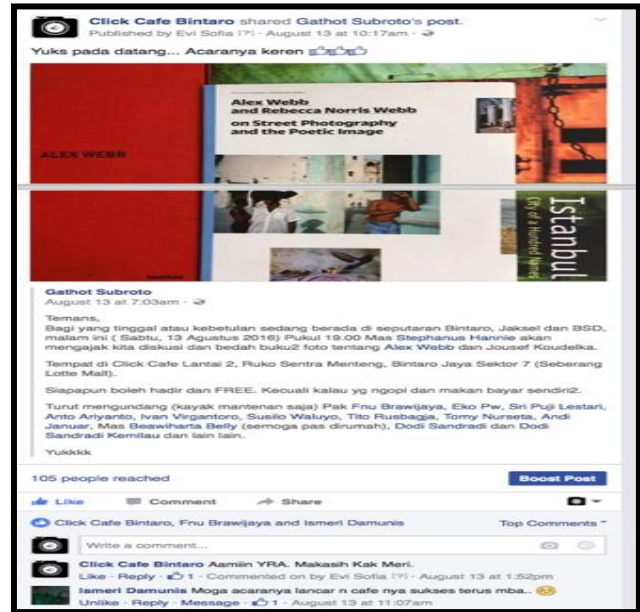 Click Cafe Bintaro shared Gathot Subroto's post.
Published by Evi Sofia [?] · August 13 at 10:17am ·
Yuks pada datang... Acaranya keren
Alex Webb
and Rebecca Norris Webb
on Street Photography
and the Poetic Image
ALEX WEBB
Istanbul
City of a Hundred Names
Gathot Subroto
August 13 at 7:03am ·
Temans,
Bagi yang tinggal atau kebetulan sedang berada di seputaran Bintaro, Jaksel dan BSD,
malam ini ( Sabtu, 13 Agustus 2016) Pukul 19.00 Mas Stephanus Hannie akan
mengajak kita diskusi dan bedah buku2 foto tentang Alex Webb dan Jousef Koudelka.
Tempat di Click Cafe Lantai 2, Ruko Sentra Menteng, Bintaro Jaya Sektor 7 (Seberang
Lotte Mall).
Siapapun boleh hadir dan FREE. Kecuali kalau yg ngopi dan makan bayar sendiri2.
Turut mengundang (kayak mantenan saja) Pak Fnu Brawijaya, Eko Pw, Sri Puji Lestari,
Anto Ariyanto, Ivan Virgantoro, Susilo Waluyo, Tito Rusbagja, Tomy Nurseta, Andi
Januar, Mas Beawiharta Belly (semoga pas dirumah), Dodi Sandradi dan Dodi
Sandradi Kemilau dan lain lain.
Yukkkk
105 people reached
Boost Post
Like Comment Share
Click Cafe Bintaro, Fnu Brawijaya and Ismeri Damunis
Top Comments
Write a comment...
Click Cafe Bintaro Aamiin YRA. Makasih Kak Meri.
Like · Reply · 1 · Commented on by Evi Sofia [?] · August 13 at 1:52pm
Ismeri Damunis Moga acaranya lancar n cafe nya sukses terus mba..
Unlike · Reply · Message · 1 · August 13 at 11:07am